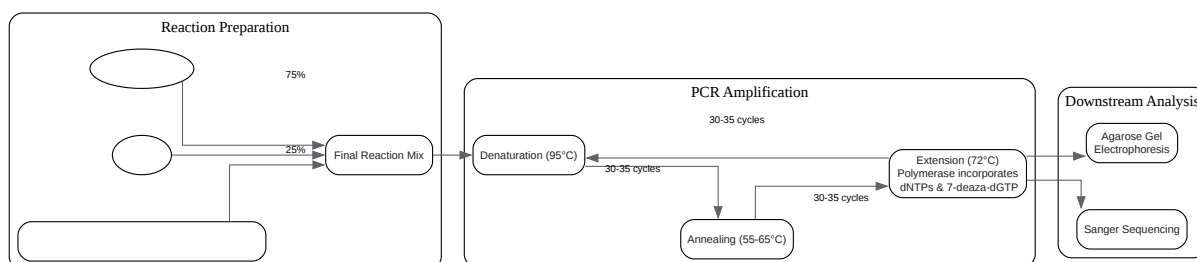 Reaction Preparation
75%
25%
Final Reaction Mix
PCR Amplification
30-35 cycles
Denaturation (95°C)
30-35 cycles
Extension (72°C)
Polymerase incorporates
dNTPs & 7-deaza-dGTP
30-35 cycles
Annealing (55-65°C)
Downstream Analysis
Agarose Gel
Electrophoresis
Sanger Sequencing